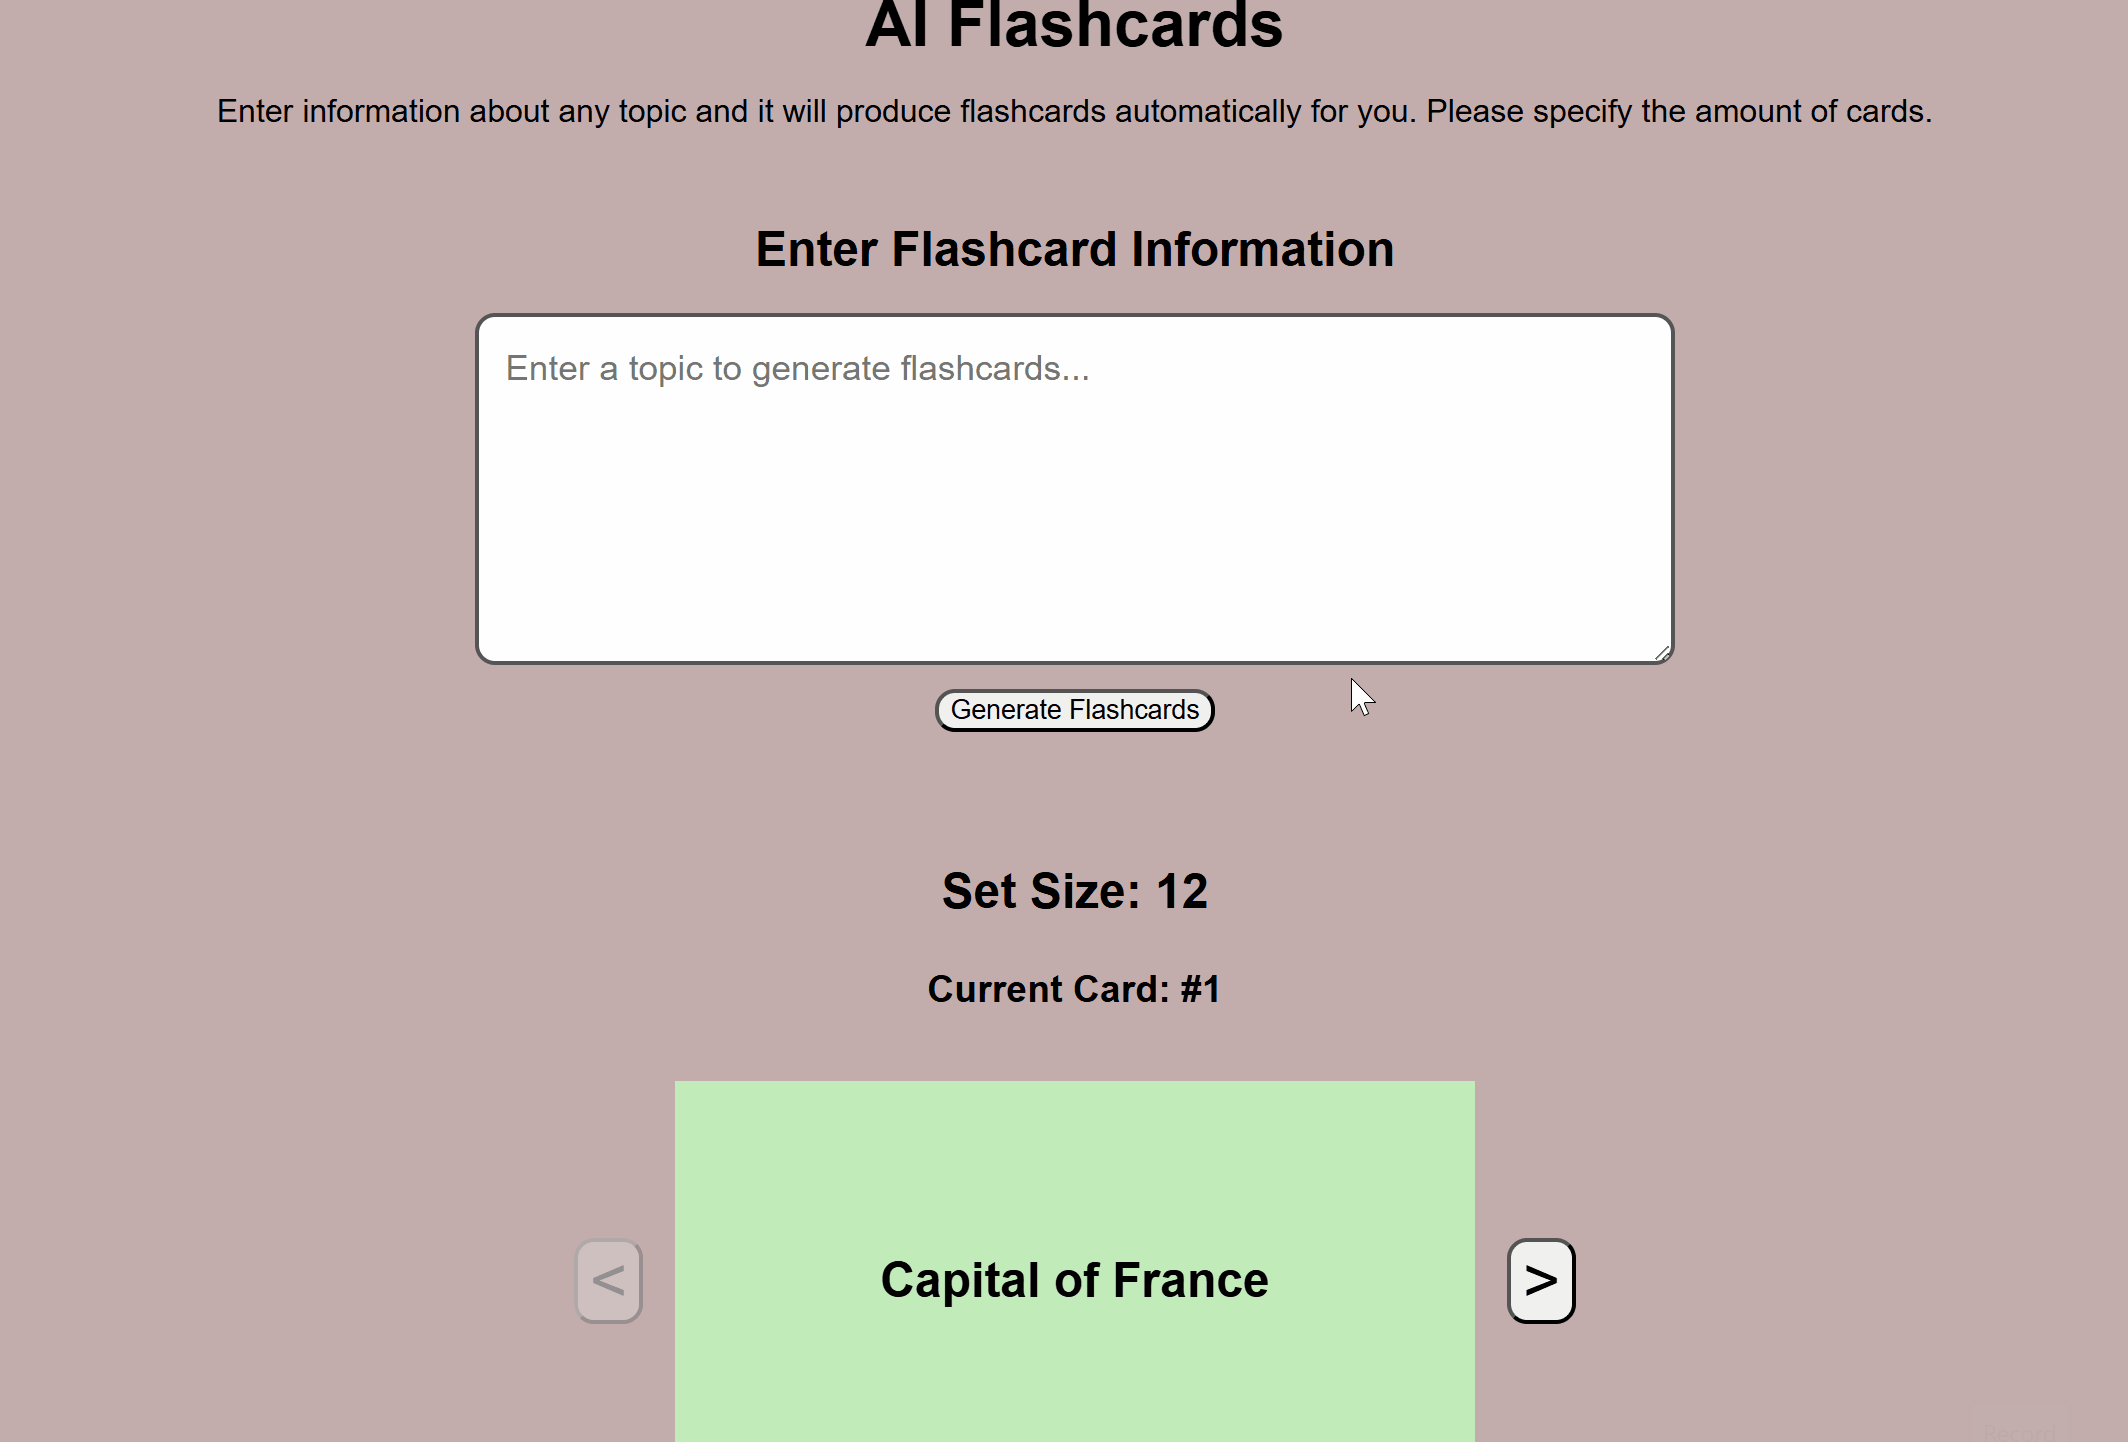 AI Flashcards
Enter information about any topic and it will produce flashcards automatically for you. Please specify the amount of cards.
Enter Flashcard Information
Enter a topic to generate flashcards...
Generate Flashcards
Set Size: 12
Current Card: #1
<
Capital of France
>
Record